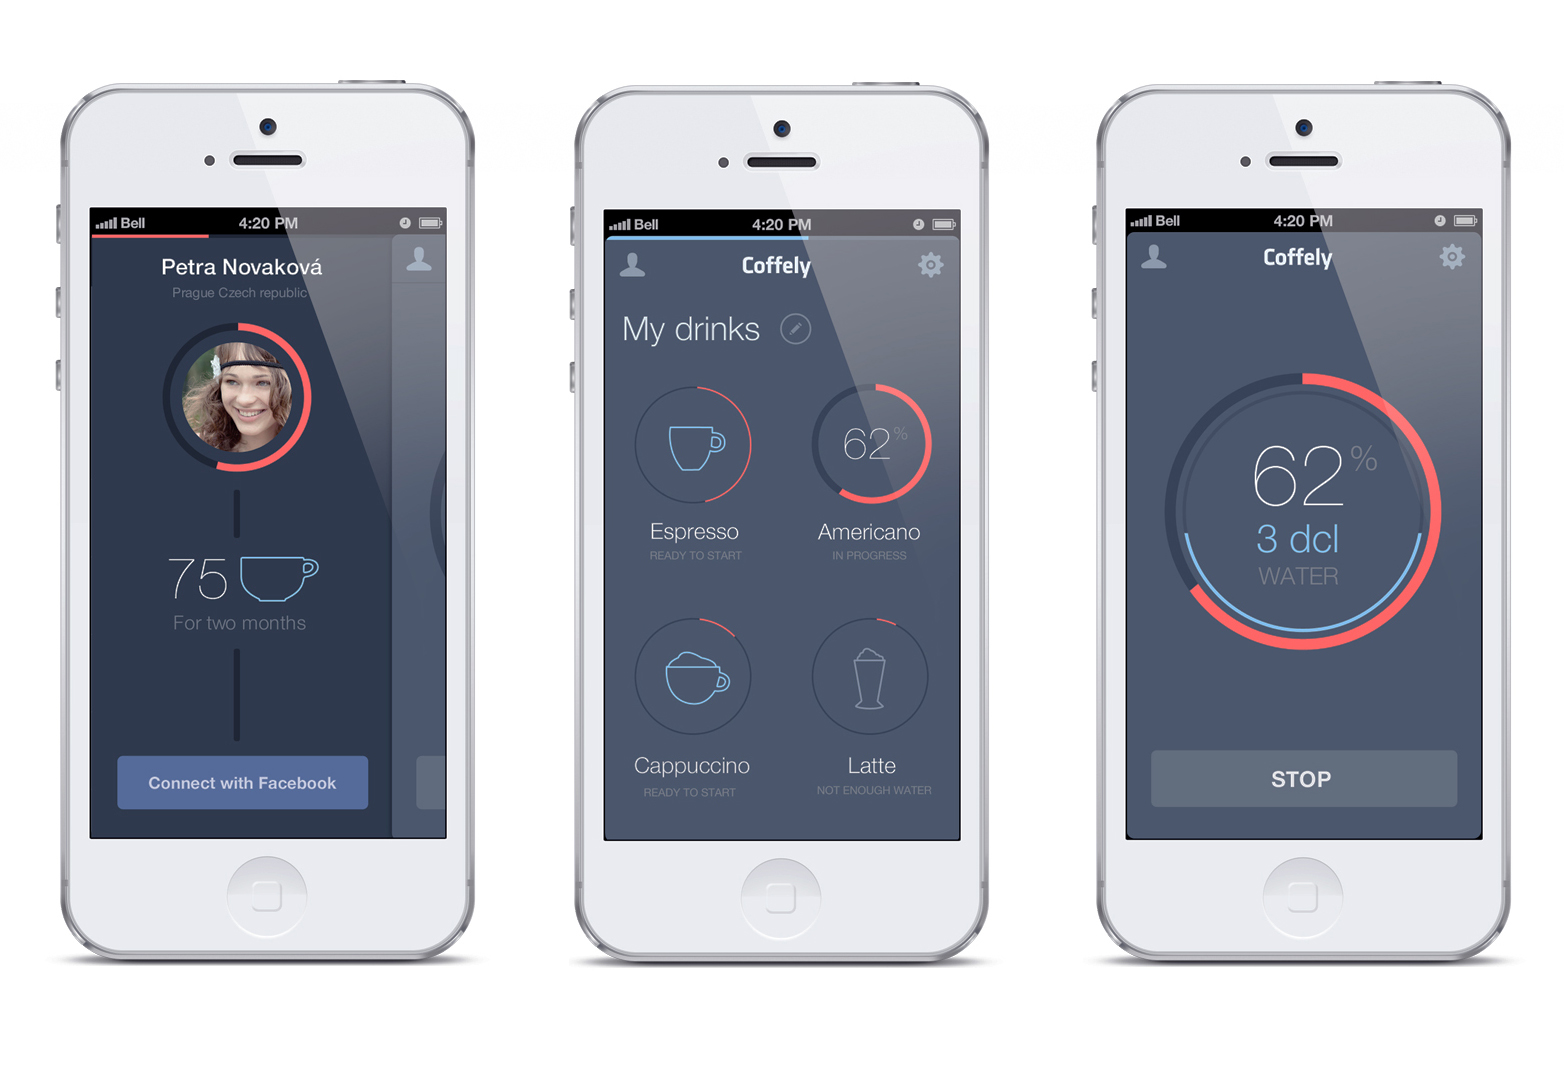 Bell 4:20 PM
Petra Novaková
Prague Czech republic
75
For two months
Connect with Facebook
Bell 4:20 PM
Coffely
My drinks
62%
Espresso
Americano
READY TO START
IN PROGRESS
Cappuccino
Latte
READY TO START
NOT ENOUGH WATER
Bell 4:20 PM
Coffely
62%
3 dcl
WATER
STOP